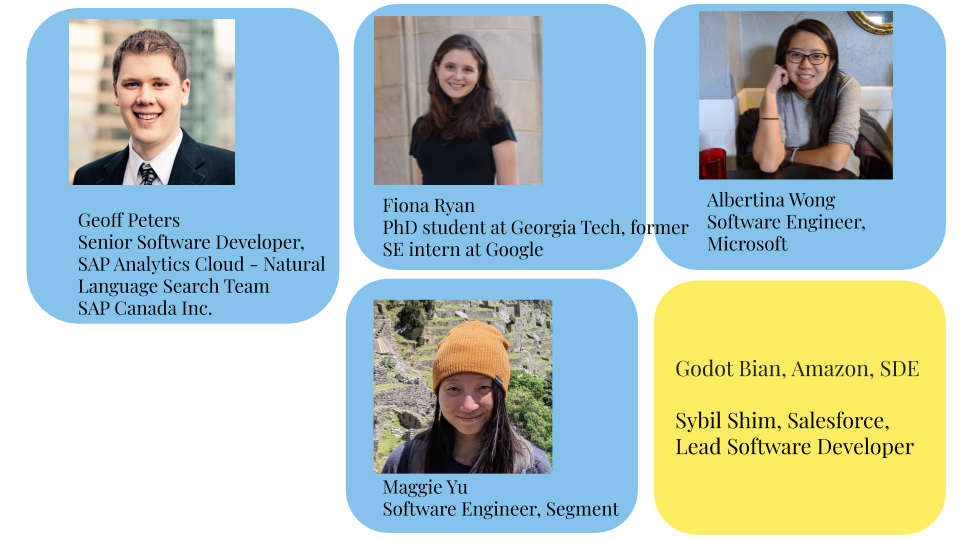 Geoff Peters
Senior Software Developer,
SAP Analytics Cloud - Natural
Language Search Team
SAP Canada Inc.
Fiona Ryan
PhD student at Georgia Tech, former
SE intern at Google
Albertina Wong
Software Engineer,
Microsoft
Maggie Yu
Software Engineer, Segment
Godot Bian, Amazon, SDE
Sybil Shim, Salesforce,
Lead Software Developer